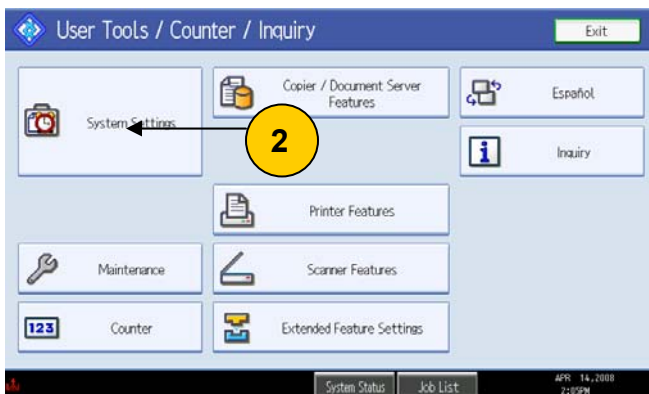 User Tools / Counter / Inquiry
Exit
System Settings
2
Copier / Document Server
Features
Español
Inquiry
Printer Features
Maintenance
Scanner Features
123
Counter
Extended Feature Settings
System Status
Job List
APR 14,2008
2:05PM